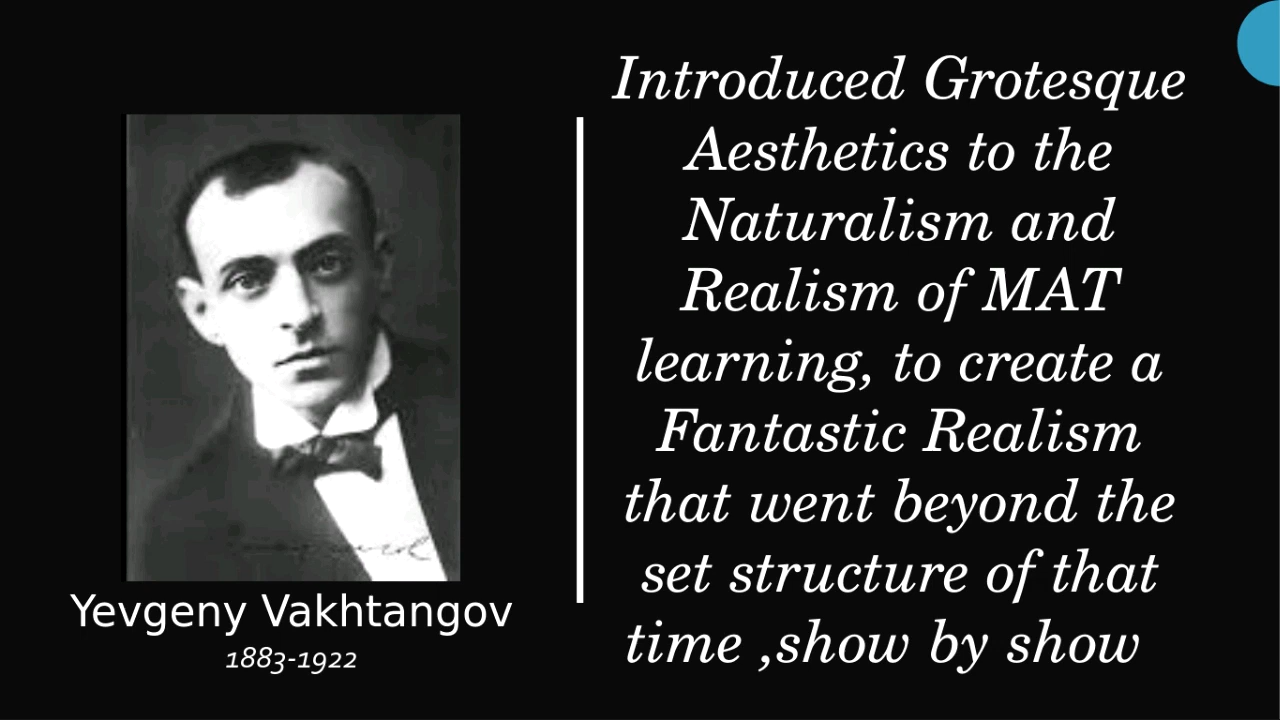 Introduced Grotesque
Aesthetics to the
Naturalism and
Realism of MAT
learning, to create a
Fantastic Realism
that went beyond the
set structure of that
time ,show by show
Yevgeny Vakhtangov
1883-1922